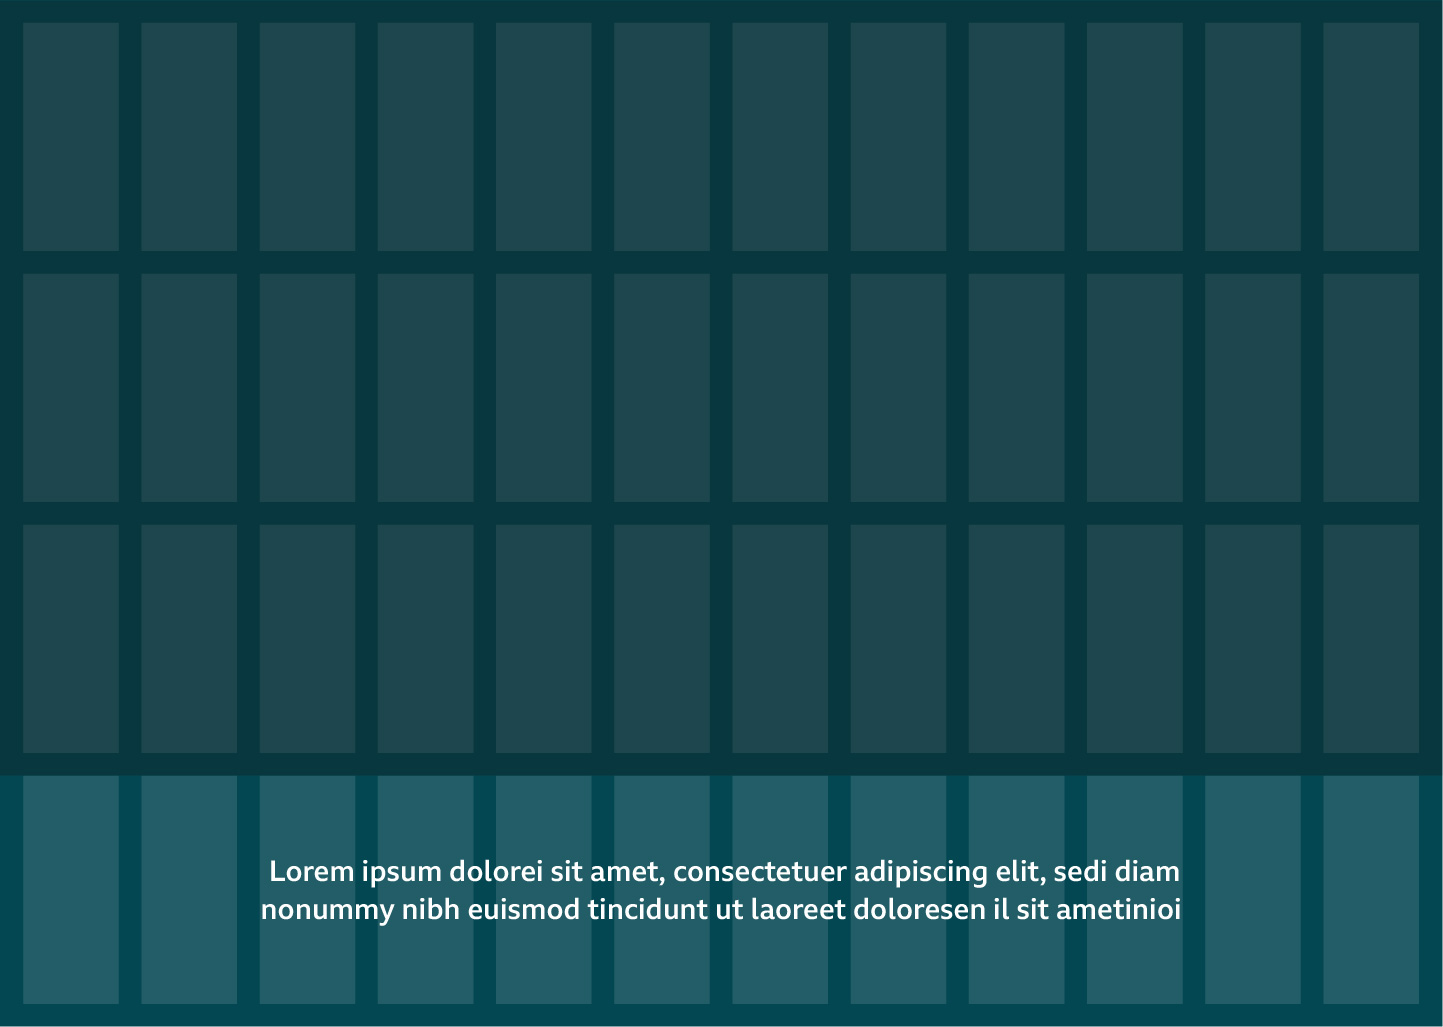 Lorem ipsum dolorei sit amet, consectetuer adipiscing elit, sedi diam
nonummy nibh euismod tincidunt ut laoreet doloresen il sit ametinioi